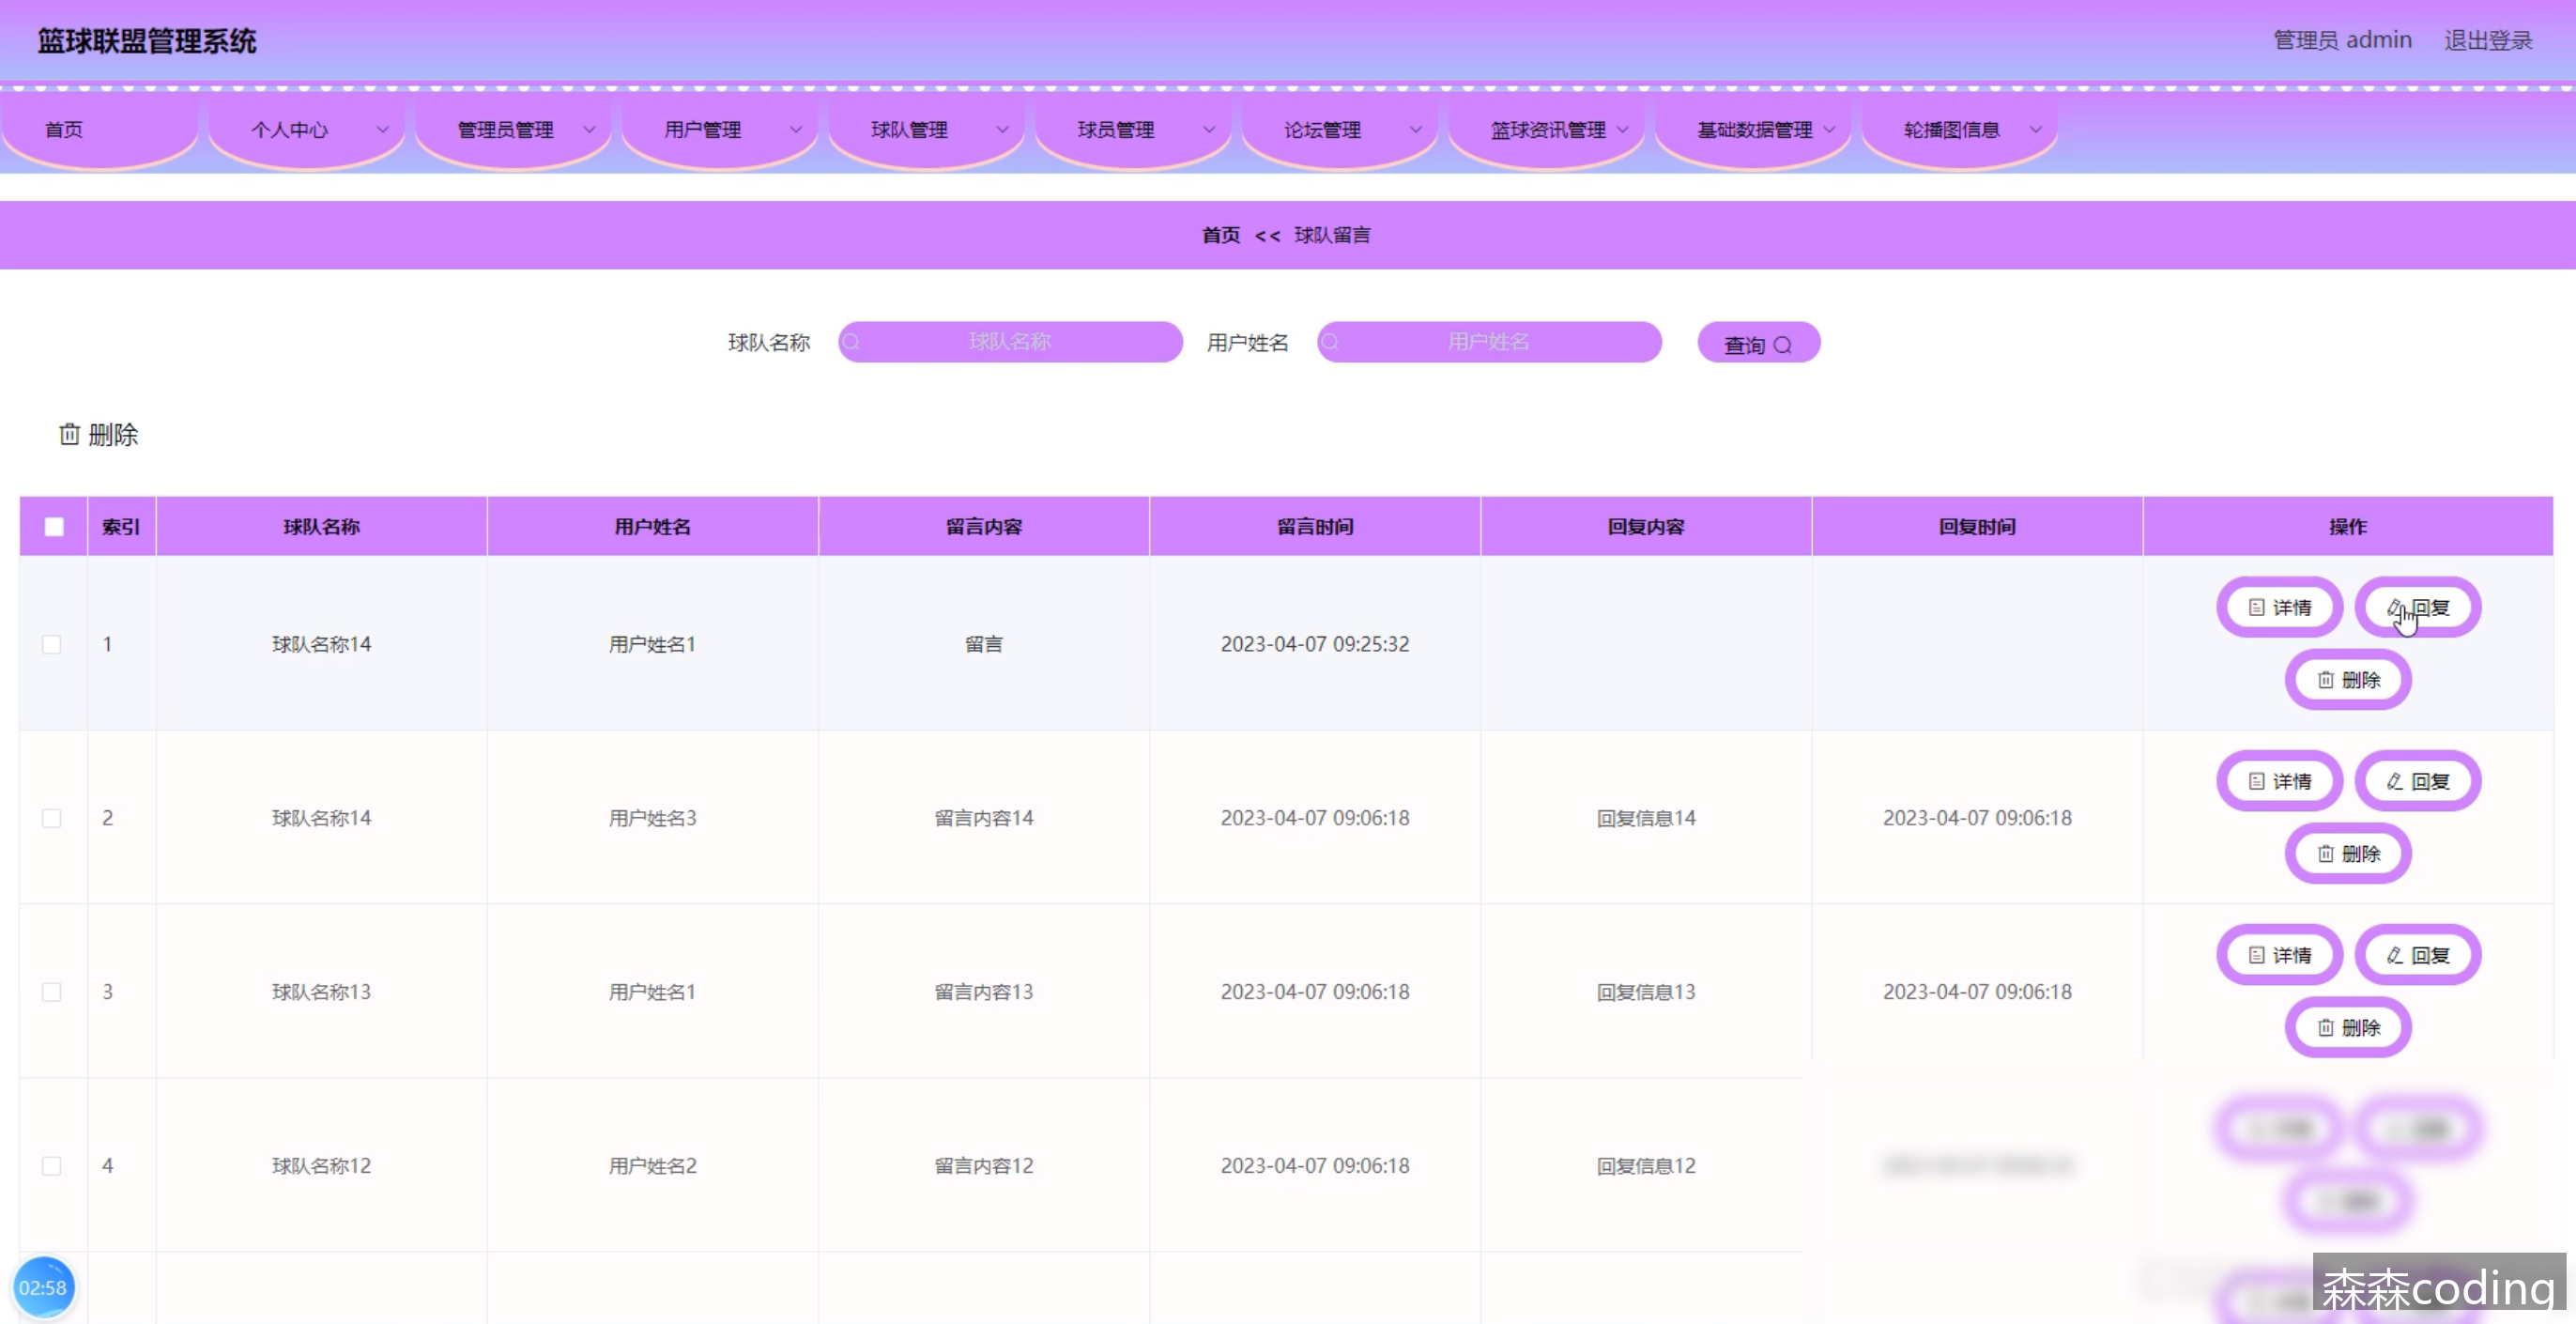 篮球联盟管理系统
管理员 admin 退出登录
首页 个人中心 管理员管理 用户管理 球队管理 球员管理 论坛管理 篮球资讯管理 基础数据管理 轮播图信息
首页 << 球队留言
球队名称 球队名称 用户姓名 用户姓名 查询
删除
索引 球队名称 用户姓名 留言内容 留言时间 回复内容 回复时间 操作
详情 回复
1 球队名称14 用户姓名1 留言 2023-04-07 09:25:32
删除
详情 回复
2 球队名称14 用户姓名3 留言内容14 2023-04-07 09:06:18 回复信息14 2023-04-07 09:06:18
删除
详情 回复
3 球队名称13 用户姓名1 留言内容13 2023-04-07 09:06:18 回复信息13 2023-04-07 09:06:18
删除
4 球队名称12 用户姓名2 留言内容12 2023-04-07 09:06:18 回复信息12
02:58
森森coding